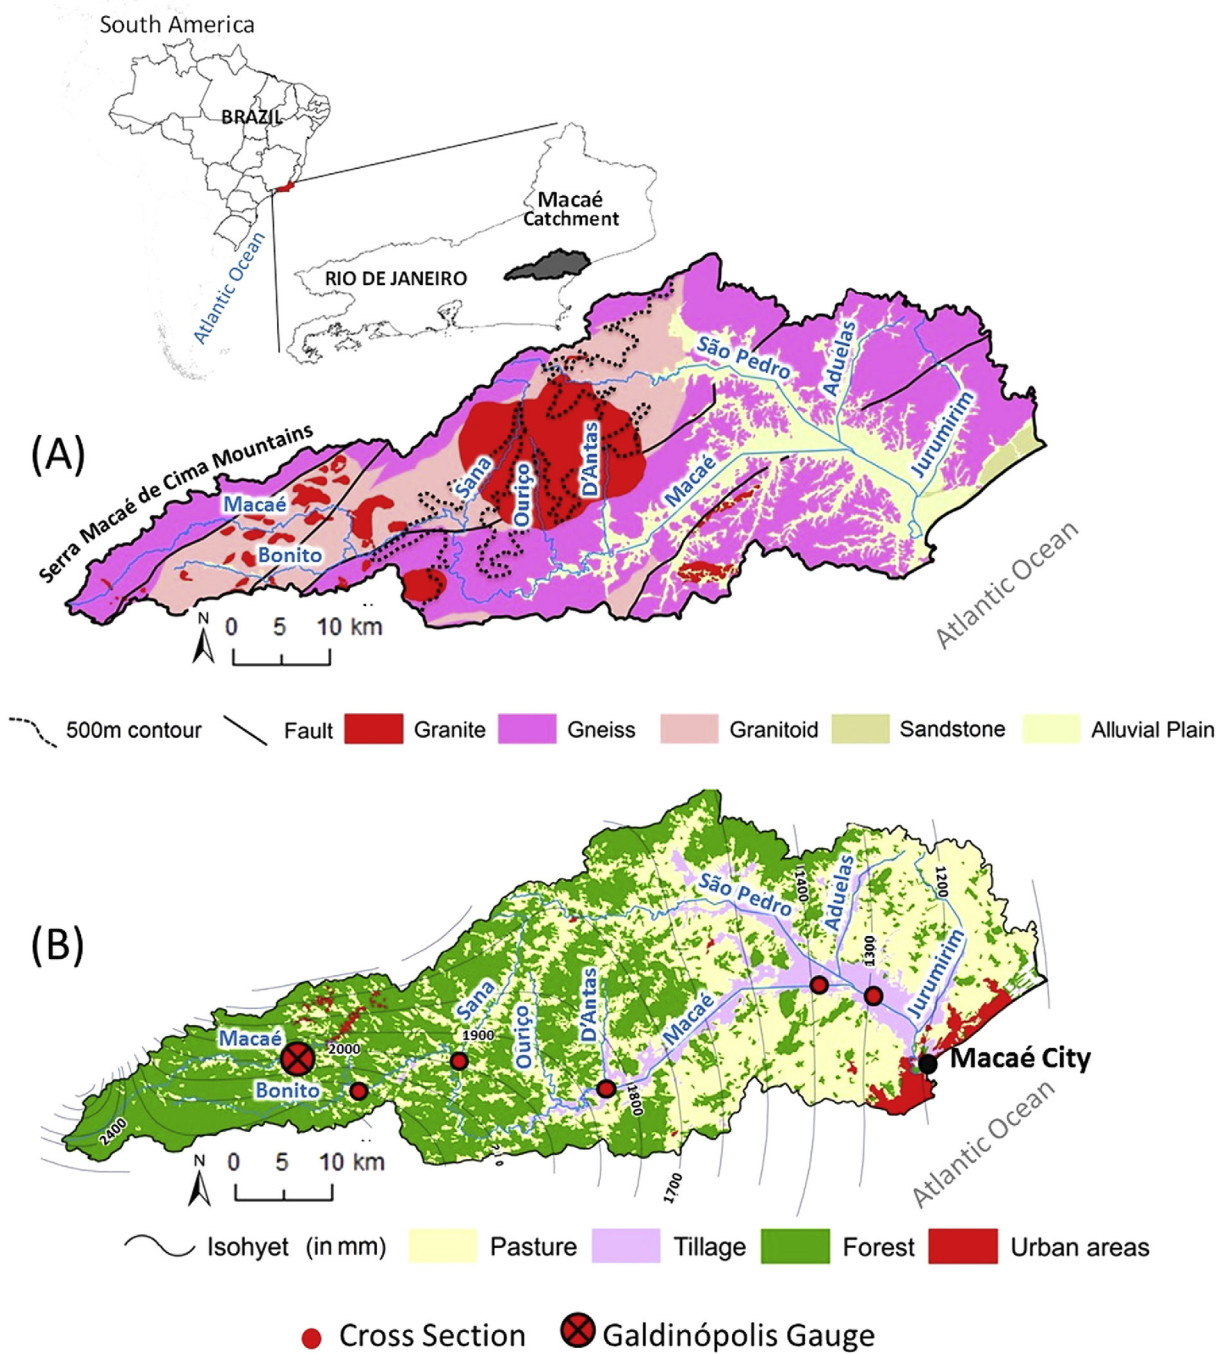 South America
BRAZIL
Atlantic Ocean
Macaé
Catchment
RIO DE JANEIRO
(A)
Serra Macaé de Cima Mountains
São Pedro
Aduelas
Jurumirim
Macaé
D'Antas
Ouriço
Sana
Macaé
Bonito
Atlantic Ocean
N
0 5 10 km
500m contour Fault Granite Gneiss Granitoid Sandstone Alluvial Plain
(B)
São Pedro
1400
Aduelas
1200
1300
Jurumirim
Sana
Ouriço
D'Antas
Macaé
Macaé
1900
2000
Bonito
Macaé City
1800
2400
1700
Atlantic Ocean
N
0 5 10 km
Isohyet (in mm) Pasture Tillage Forest Urban areas
Cross Section Galdinópolis Gauge